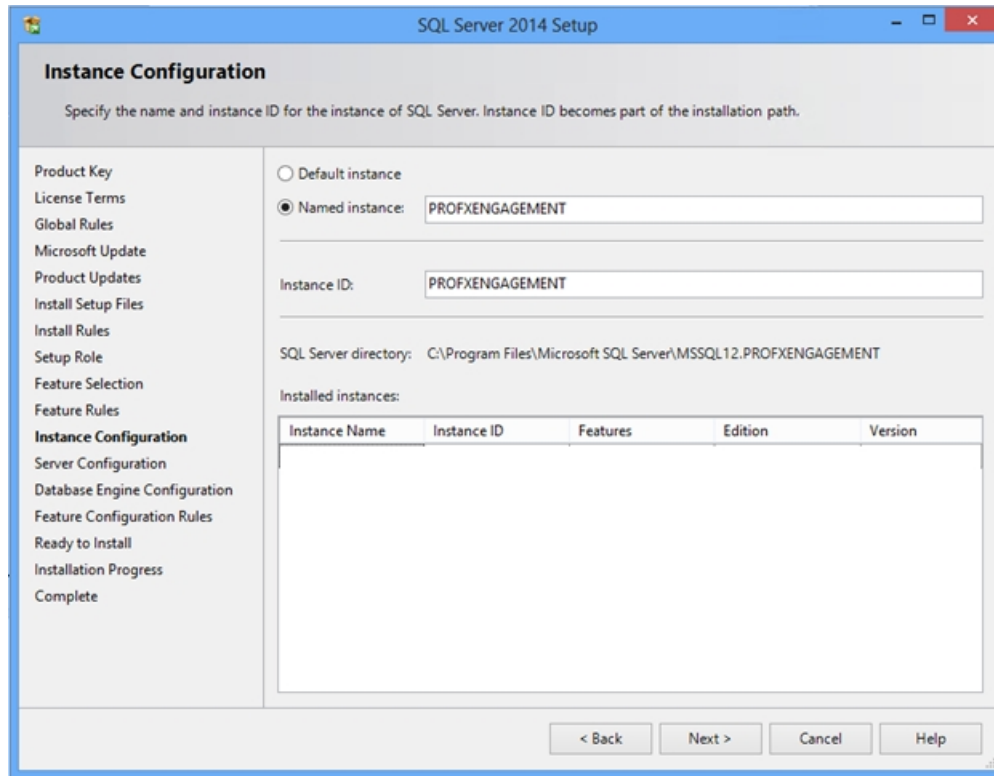 SQL Server 2014 Setup
Instance Configuration
Specify the name and instance ID for the instance of SQL Server. Instance ID becomes part of the installation path.
Product Key
License Terms
Global Rules
Microsoft Update
Product Updates
Install Setup Files
Install Rules
Setup Role
Feature Selection
Feature Rules
Instance Configuration
Server Configuration
Database Engine Configuration
Feature Configuration Rules
Ready to Install
Installation Progress
Complete
Default instance
Named instance: PROFXENGAGEMENT
Instance ID: PROFXENGAGEMENT
SQL Server directory: C:\Program Files\Microsoft SQL Server\MSSQL12.PROFXENGAGEMENT
Installed instances:
Instance Name Instance ID Features Edition Version
< Back Next > Cancel Help